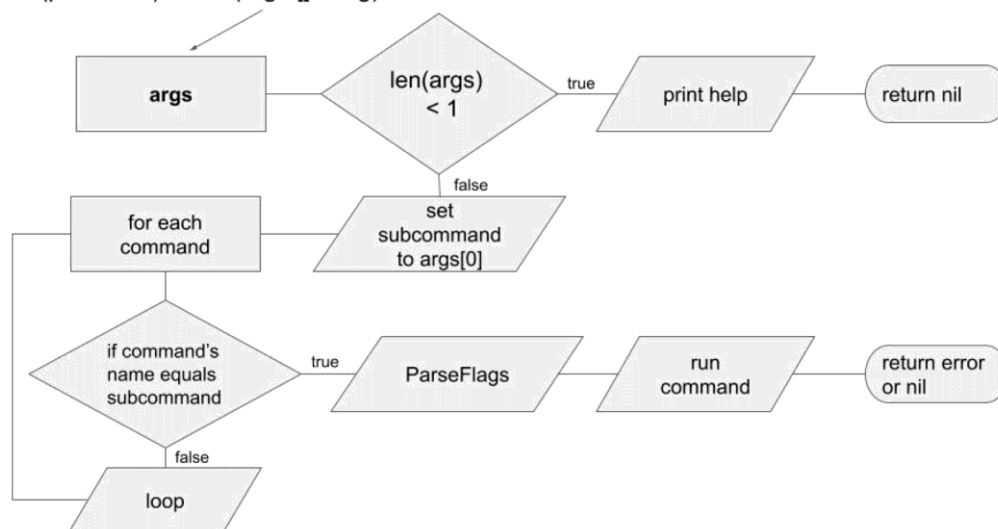 args
len(args)
< 1
true
print help
return nil
false
for each
command
set
subcommand
to args[0]
if command's
name equals
subcommand
true
ParseFlags
run
command
return error
or nil
false
loop